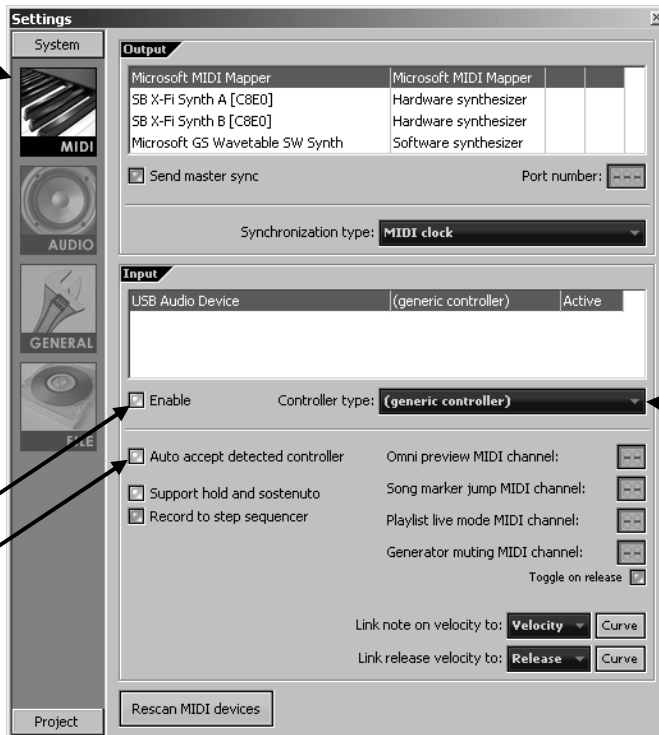 Settings
System
MIDI
AUDIO
GENERAL
FILE
Project
Output
Microsoft MIDI Mapper Microsoft MIDI Mapper
SB X-Fi Synth A [C8E0] Hardware synthesizer
SB X-Fi Synth B [C8E0] Hardware synthesizer
Microsoft GS Wavetable SW Synth Software synthesizer
Send master sync Port number: ---
Synchronization type: MIDI clock
Input
USB Audio Device (generic controller) Active
Enable Controller type: (generic controller)
Auto accept detected controller Omni preview MIDI channel: --
Support hold and sostenuto Song marker jump MIDI channel: --
Record to step sequencer Playlist live mode MIDI channel: --
Generator muting MIDI channel: --
Toggle on release
Link note on velocity to: Velocity Curve
Link release velocity to: Release Curve
Rescan MIDI devices